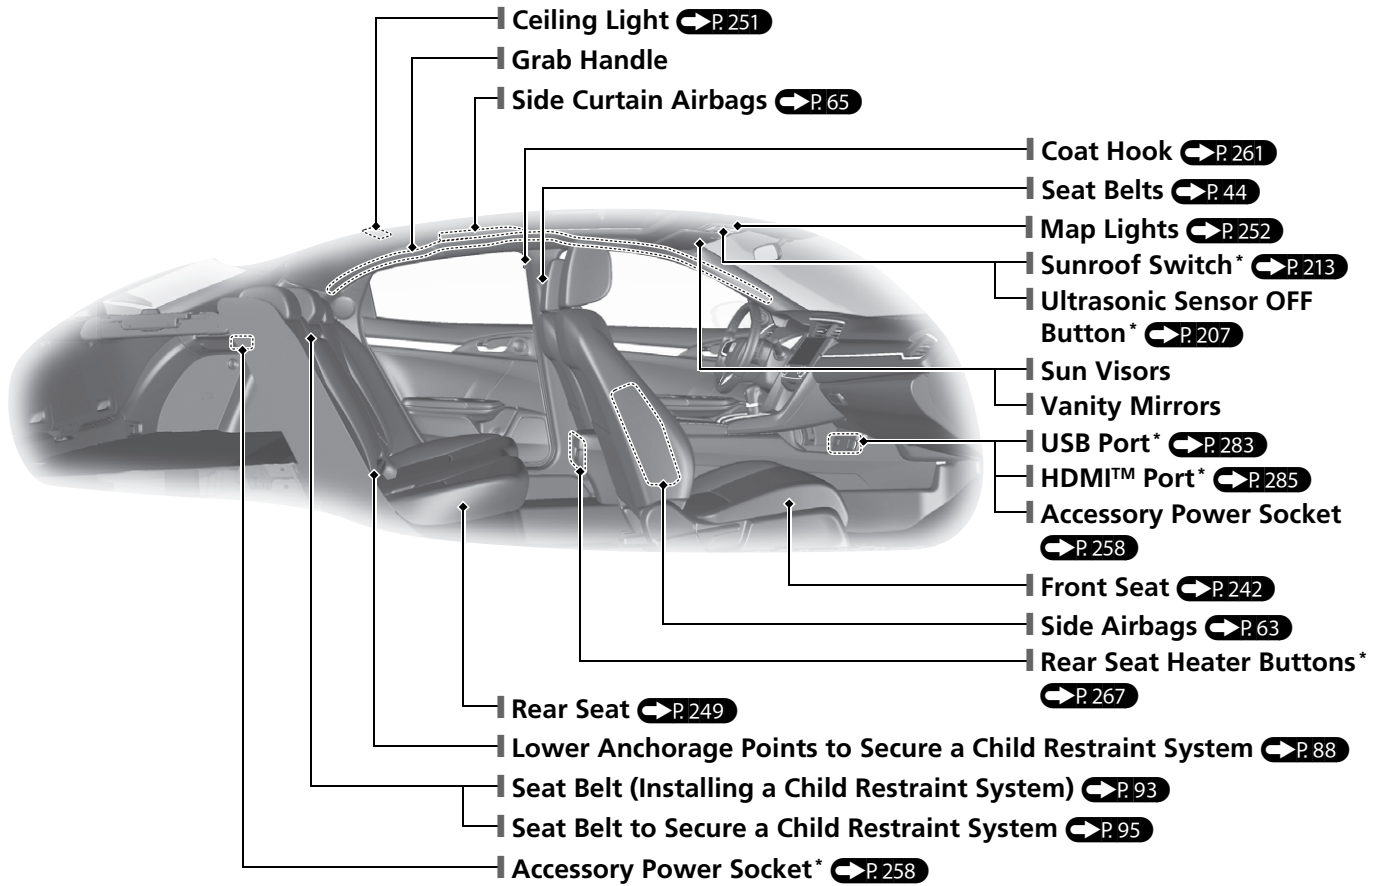 Ceiling Light P. 251
Grab Handle
Side Curtain Airbags P. 65
Coat Hook P. 261
Seat Belts P. 44
Map Lights P. 252
Sunroof Switch* P. 213
Ultrasonic Sensor OFF
Button* P. 207
Sun Visors
Vanity Mirrors
USB Port* P. 283
HDMI™ Port* P. 285
Accessory Power Socket
P. 258
Front Seat P. 242
Side Airbags P. 63
Rear Seat Heater Buttons*
P. 267
Rear Seat P. 249
Lower Anchorage Points to Secure a Child Restraint System P. 88
Seat Belt (Installing a Child Restraint System) P. 93
Seat Belt to Secure a Child Restraint System P. 95
Accessory Power Socket* P. 258